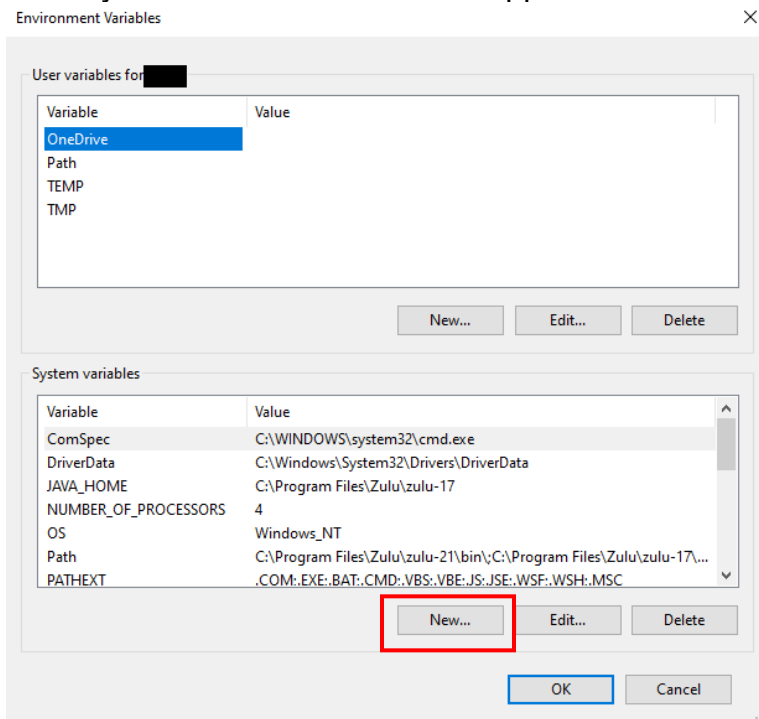 Environment Variables
User variables for
Variable Value
OneDrive
Path
TEMP
TMP
New... Edit... Delete
System variables
Variable Value
ComSpec C:\WINDOWS\system32\cmd.exe
DriverData C:\Windows\System32\Drivers\DriverData
JAVA_HOME C:\Program Files\Zulu\zulu-17
NUMBER_OF_PROCESSORS 4
OS Windows_NT
Path C:\Program Files\Zulu\zulu-21\bin\;C:\Program Files\Zulu\zulu-17\...
PATHEXT .COM;.EXE;.BAT;.CMD;.VBS;.VBE;.JS;.JSE;.WSF;.WSH;.MSC
New... Edit... Delete
OK Cancel